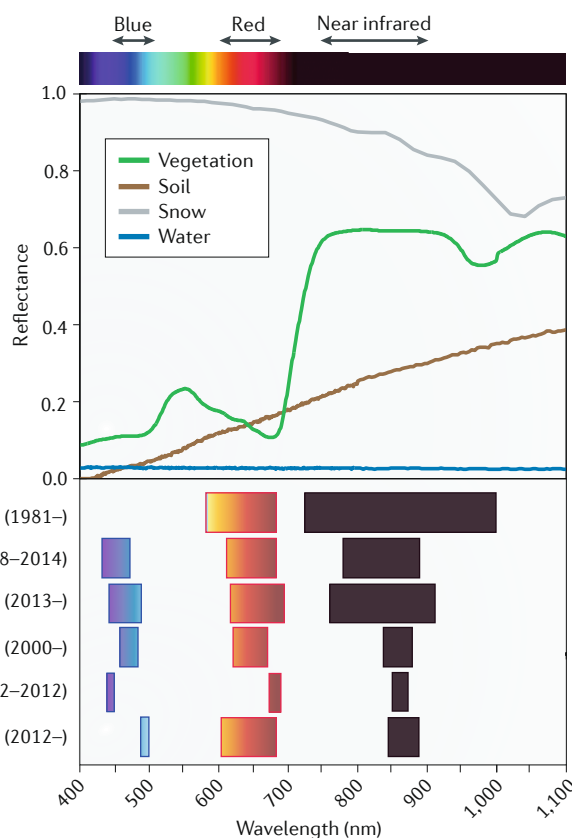 Blue Red Near infrared
1.0
0.8
0.6
0.4
0.2
0.0
Reflectance
Vegetation
Soil
Snow
Water
(1981–)
8–2014)
(2013–)
(2000–)
2–2012)
(2012–)
400 500 600 700 800 900 1,000 1,100
Wavelength (nm)